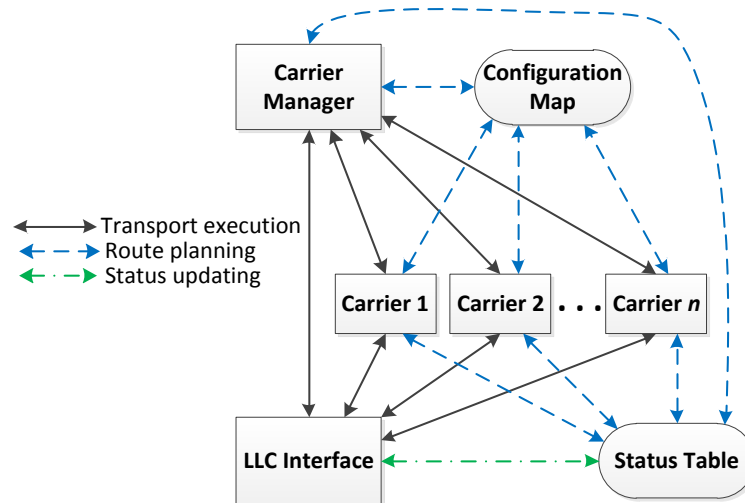 Carrier
Manager
Configuration
Map
Transport execution
Route planning
Status updating
Carrier 1
Carrier 2
. . .
Carrier n
LLC Interface
Status Table